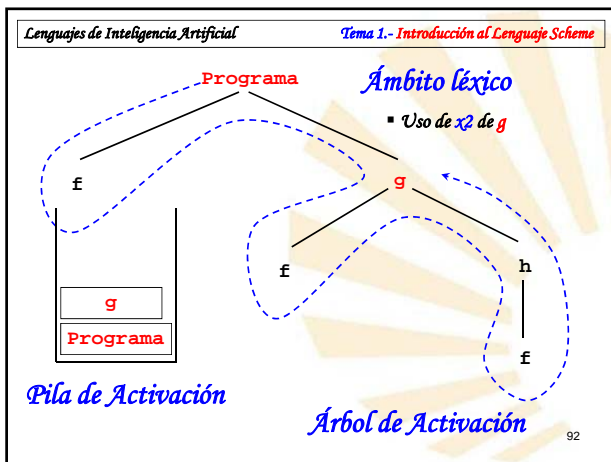 Lenguajes de Inteligencia Artificial Tema 1.- Introducción al Lenguaje Scheme
Programa
Ámbito léxico
▪ Uso de x2 de g
f
g
f
h
g
Programa
f
Pila de Activación
Árbol de Activación
92